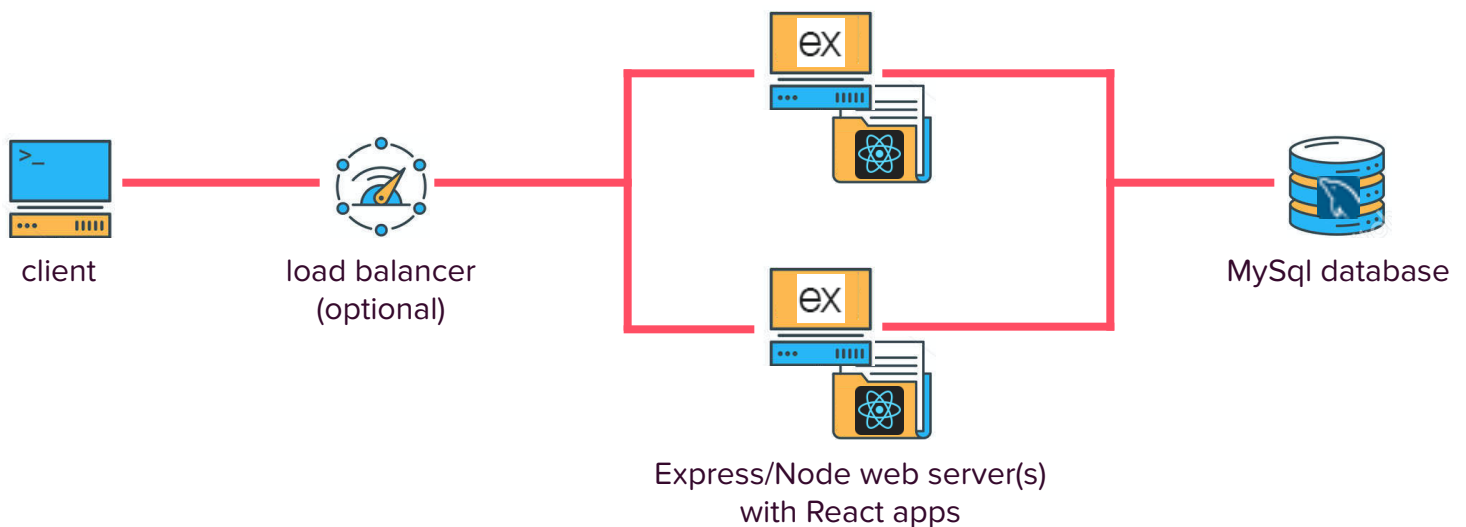 ex
>_
client
load balancer
(optional)
MySql database
ex
Express/Node web server(s)
with React apps